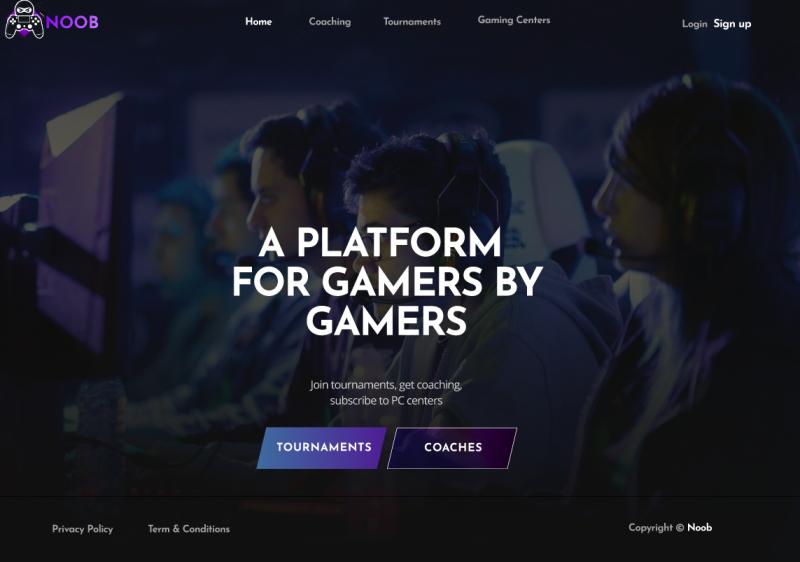 NOOB
Home Coaching Tournaments Gaming Centers
Login Sign up
A PLATFORM
FOR GAMERS BY
GAMERS
Join tournaments, get coaching,
subscribe to PC centers
TOURNAMENTS COACHES
Privacy Policy Term & Conditions Copyright © Noob